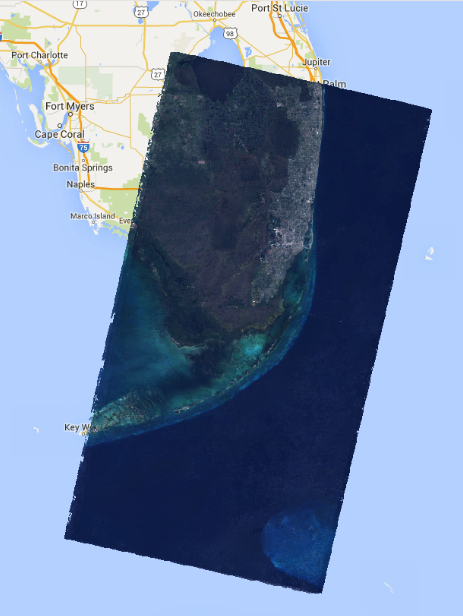 17
Port St Lucie
27
Okeechobee
98
Port Charlotte
Jupiter
27
Palm
Fort Myers
Cape Coral
75
Bonita Springs
Naples
Marco Island
Eve
Key W